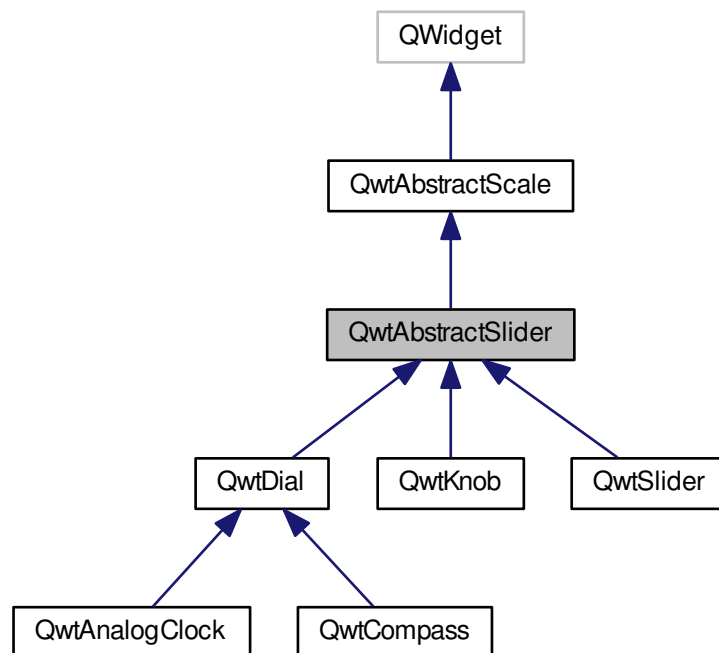 QWidget
QwtAbstractScale
QwtAbstractSlider
QwtDial
QwtKnob
QwtSlider
QwtAnalogClock
QwtCompass